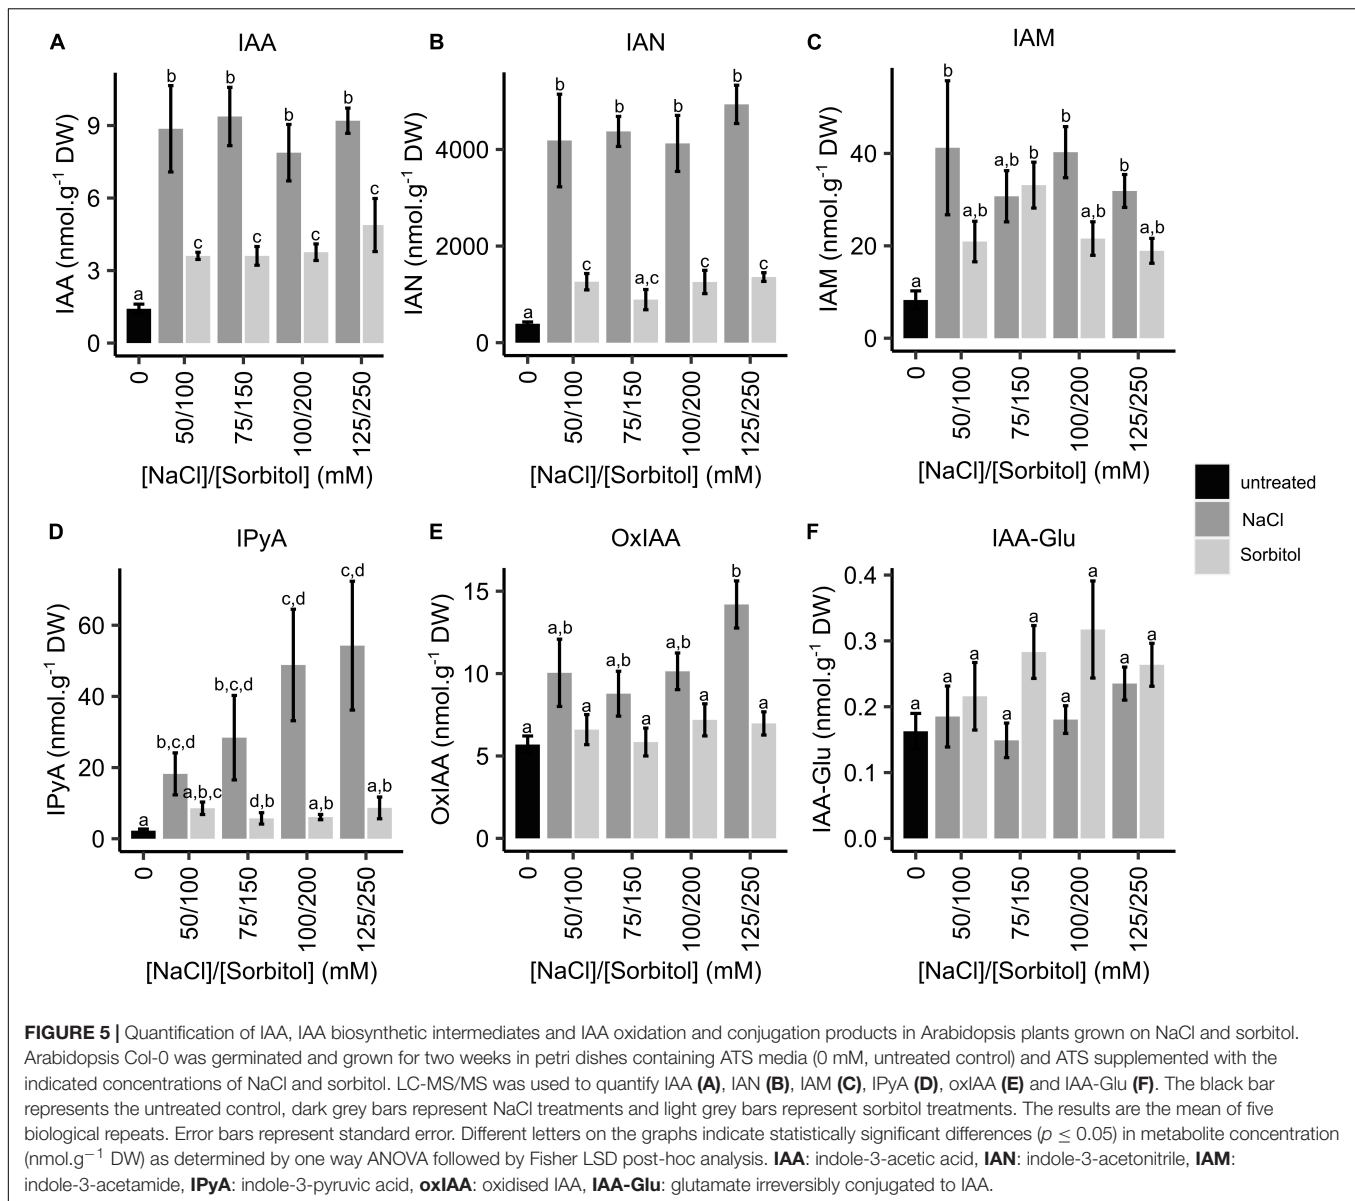 A IAA
b b b b
c c c c
a
9
6
3
0
IAA (nmol.g-1 DW)
0 50/100 75/150 100/200 125/250
[NaCl]/[Sorbitol] (mM)
B IAN
b b b b
c a,c c c
a
4000
2000
0
IAN (nmol.g-1 DW)
0 50/100 75/150 100/200 125/250
[NaCl]/[Sorbitol] (mM)
C IAM
b a,b b b
a,b b a,b a,b
a
40
20
0
IAM (nmol.g-1 DW)
0 50/100 75/150 100/200 125/250
[NaCl]/[Sorbitol] (mM)
untreated
NaCl
Sorbitol
D IPyA
b,c,d b,c,d c,d c,d
a,b,c d,b a,b a,b
a
60
40
20
0
IPyA (nmol.g-1 DW)
0 50/100 75/150 100/200 125/250
[NaCl]/[Sorbitol] (mM)
E OxIAA
a,b a,b a,b b
a a a a
a
15
10
5
0
OxIAA (nmol.g-1 DW)
0 50/100 75/150 100/200 125/250
[NaCl]/[Sorbitol] (mM)
F IAA-Glu
a a a a
a a a a
a
0.4
0.3
0.2
0.1
0.0
IAA-Glu (nmol.g-1 DW)
0 50/100 75/150 100/200 125/250
[NaCl]/[Sorbitol] (mM)
FIGURE 5 | Quantification of IAA, IAA biosynthetic intermediates and IAA oxidation and conjugation products in Arabidopsis plants grown on NaCl and sorbitol.
Arabidopsis Col-0 was germinated and grown for two weeks in petri dishes containing ATS media (0 mM, untreated control) and ATS supplemented with the
indicated concentrations of NaCl and sorbitol. LC-MS/MS was used to quantify IAA (A), IAN (B), IAM (C), IPyA (D), oxIAA (E) and IAA-Glu (F). The black bar
represents the untreated control, dark grey bars represent NaCl treatments and light grey bars represent sorbitol treatments. The results are the mean of five
biological repeats. Error bars represent standard error. Different letters on the graphs indicate statistically significant differences (p ≤ 0.05) in metabolite concentration
(nmol.g−1 DW) as determined by one way ANOVA followed by Fisher LSD post-hoc analysis. IAA: indole-3-acetic acid, IAN: indole-3-acetonitrile, IAM:
indole-3-acetamide, IPyA: indole-3-pyruvic acid, oxIAA: oxidised IAA, IAA-Glu: glutamate irreversibly conjugated to IAA.